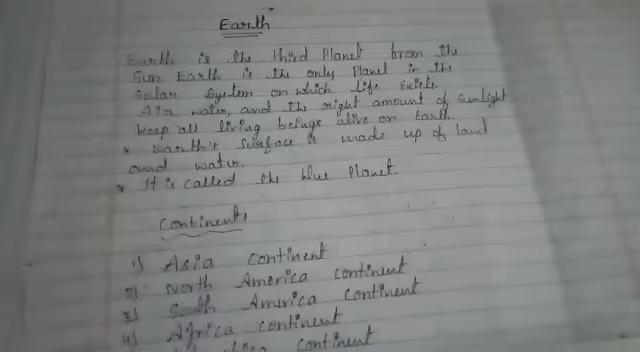 Earth
Earth is the third Planet from the
Sun Earth is the only Planet in the
Solar System on which Life Exists.
Air water, and the right amount of Sunlight
keep all living beings alive on Earth.
* Earth's Surface is made up of land
and water.
* It is called the blue Planet.
Continents
1) Asia continent
2) North America continent
3) South America continent
4) Africa continent
continent